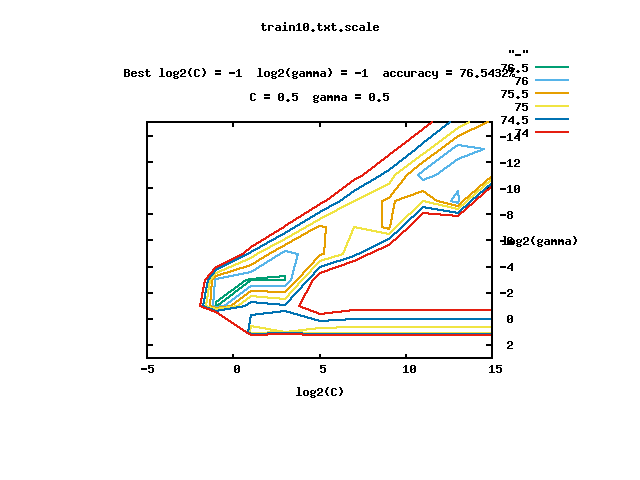 train10.txt.scale
"-"
Best log2(C) = -1 log2(gamma) = -1 accuracy = 76.5432%
C = 0.5 gamma = 0.5
76.5
76
75.5
75
74.5
74
-14
-12
-10
-8
-6
log2(gamma)
-4
-2
0
2
-5 0 5 10 15
log2(C)